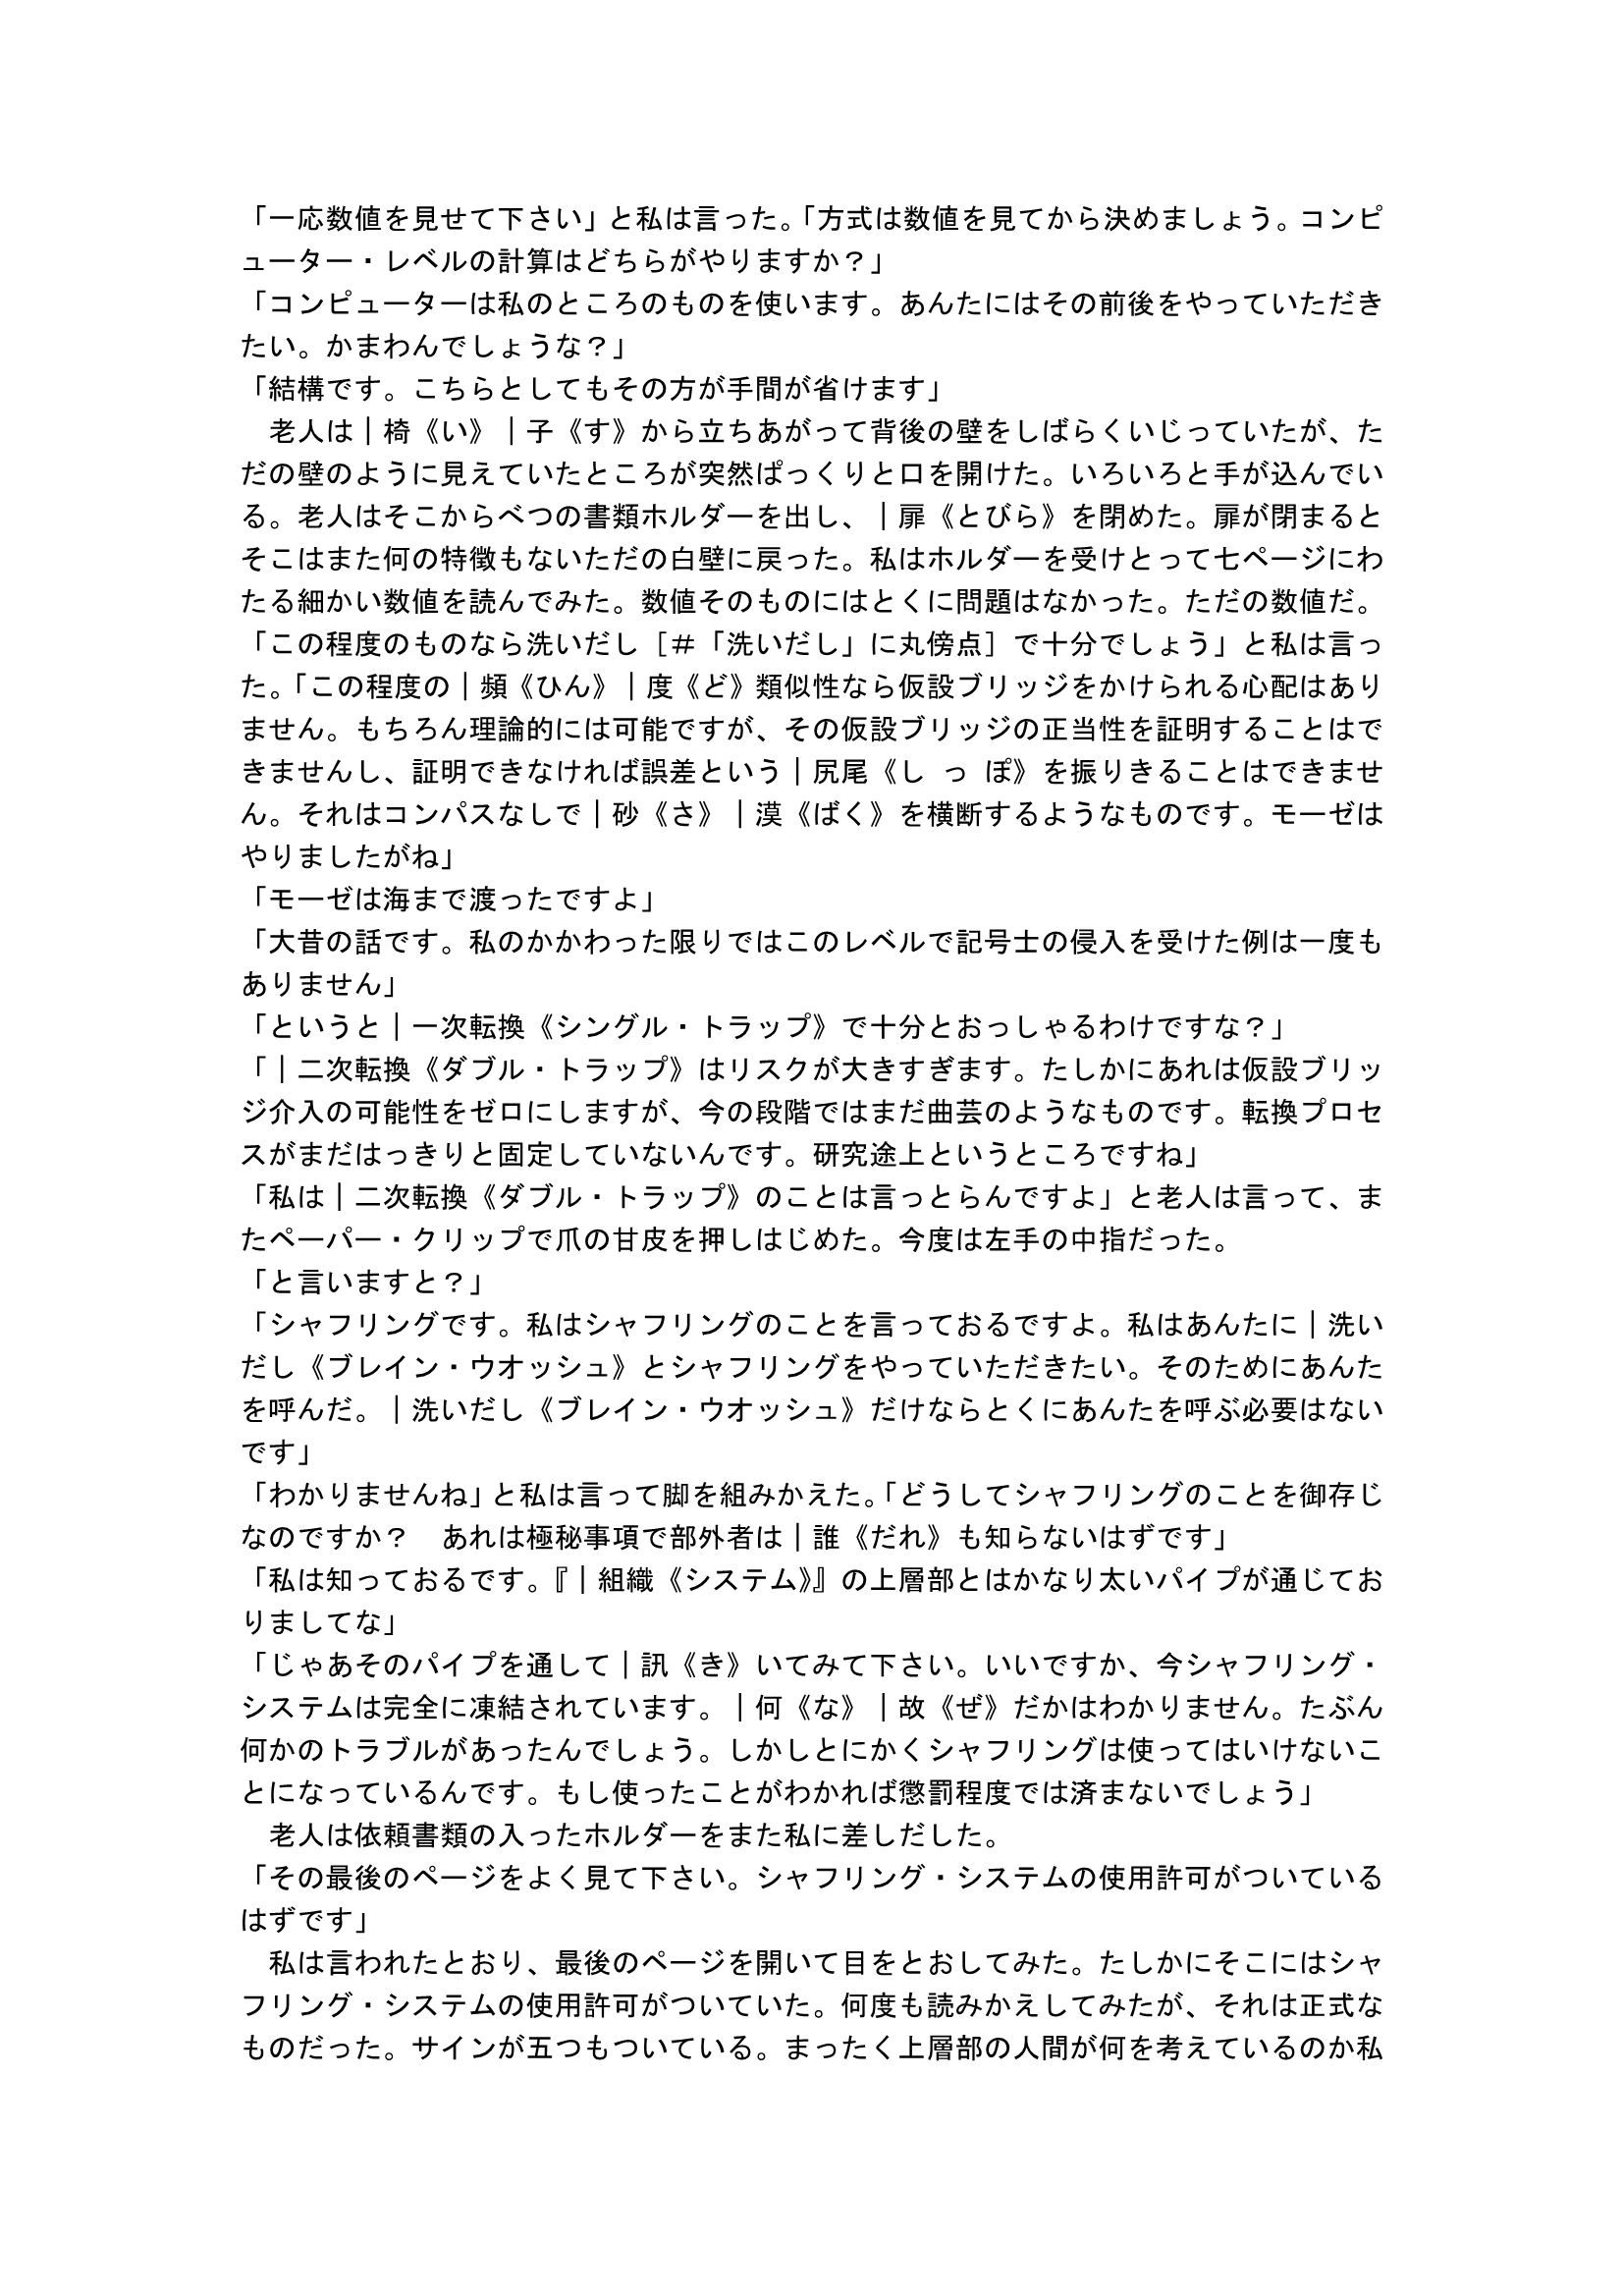 「一応数値を見せて下さい」と私は言った。「方式は数値を見てから決めましょう。コンピ
ューター・レベルの計算はどちらがやりますか？」
「コンピューターは私のところのものを使います。あんたにはその前後をやっていただき
たい。かまわんでしょうな？」
「結構です。こちらとしてもその方が手間が省けます」
　老人は｜椅《い》｜子《す》から立ちあがって背後の壁をしばらくいじっていたが、た
だの壁のように見えていたところが突然ぱっくりと口を開けた。いろいろと手が込んでい
る。老人はそこからべつの書類ホルダーを出し、｜扉《とびら》を閉めた。扉が閉まると
そこはまた何の特徴もないただの白壁に戻った。私はホルダーを受けとって七ページにわ
たる細かい数値を読んでみた。数値そのものにはとくに問題はなかった。ただの数値だ。
「この程度のものなら洗いだし［＃「洗いだし」に丸傍点］で十分でしょう」と私は言っ
た。「この程度の｜頻《ひん》｜度《ど》類似性なら仮設ブリッジをかけられる心配はあり
ません。もちろん理論的には可能ですが、その仮設ブリッジの正当性を証明することはで
きませんし、証明できなければ誤差という｜尻尾《し っ ぽ》を振りきることはできませ
ん。それはコンパスなしで｜砂《さ》｜漠《ばく》を横断するようなものです。モーゼは
やりましたがね」
「モーゼは海まで渡ったですよ」
「大昔の話です。私のかかわった限りではこのレベルで記号士の侵入を受けた例は一度も
ありません」
「というと｜一次転換《シングル・トラップ》で十分とおっしゃるわけですな？」
「｜二次転換《ダブル・トラップ》はリスクが大きすぎます。たしかにあれは仮設ブリッ
ジ介入の可能性をゼロにしますが、今の段階ではまだ曲芸のようなものです。転換プロセ
スがまだはっきりと固定していないんです。研究途上というところですね」
「私は｜二次転換《ダブル・トラップ》のことは言っとらんですよ」と老人は言って、ま
たペーパー・クリップで爪の甘皮を押しはじめた。今度は左手の中指だった。
「と言いますと？」
「シャフリングです。私はシャフリングのことを言っておるですよ。私はあんたに｜洗い
だし《ブレイン・ウオッシュ》とシャフリングをやっていただきたい。そのためにあんた
を呼んだ。｜洗いだし《ブレイン・ウオッシュ》だけならとくにあんたを呼ぶ必要はない
です」
「わかりませんね」と私は言って脚を組みかえた。「どうしてシャフリングのことを御存じ
なのですか？　あれは極秘事項で部外者は｜誰《だれ》も知らないはずです」
「私は知っておるです。『｜組織《システム》』の上層部とはかなり太いパイプが通じてお
りましてな」
「じゃあそのパイプを通して｜訊《き》いてみて下さい。いいですか、今シャフリング・
システムは完全に凍結されています。｜何《な》｜故《ぜ》だかはわかりません。たぶん
何かのトラブルがあったんでしょう。しかしとにかくシャフリングは使ってはいけないこ
とになっているんです。もし使ったことがわかれば懲罰程度では済まないでしょう」
　老人は依頼書類の入ったホルダーをまた私に差しだした。
「その最後のページをよく見て下さい。シャフリング・システムの使用許可がついている
はずです」
　私は言われたとおり、最後のページを開いて目をとおしてみた。たしかにそこにはシャ
フリング・システムの使用許可がついていた。何度も読みかえしてみたが、それは正式な
ものだった。サインが五つもついている。まったく上層部の人間が何を考えているのか私